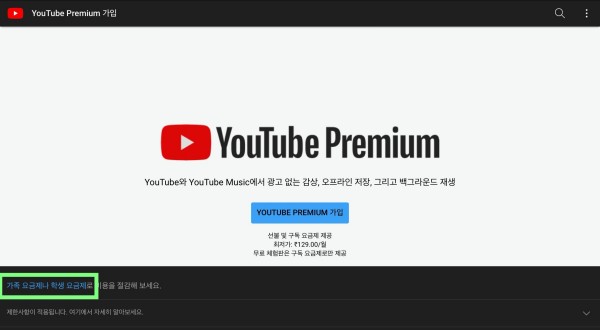 YouTube Premium 가입
YouTube Premium
YouTube와 YouTube Music에서 광고 없는 감상, 오프라인 저장, 그리고 백그라운드 재생
YOUTUBE PREMIUM 가입
선불 및 구독 요금제 제공
최저가: ₹129.00/월
무료 체험판은 구독 요금제로만 제공
가족 요금제나 학생 요금제로 비용을 절감해 보세요.
제한사항이 적용됩니다. 여기에서 자세히 알아보세요.